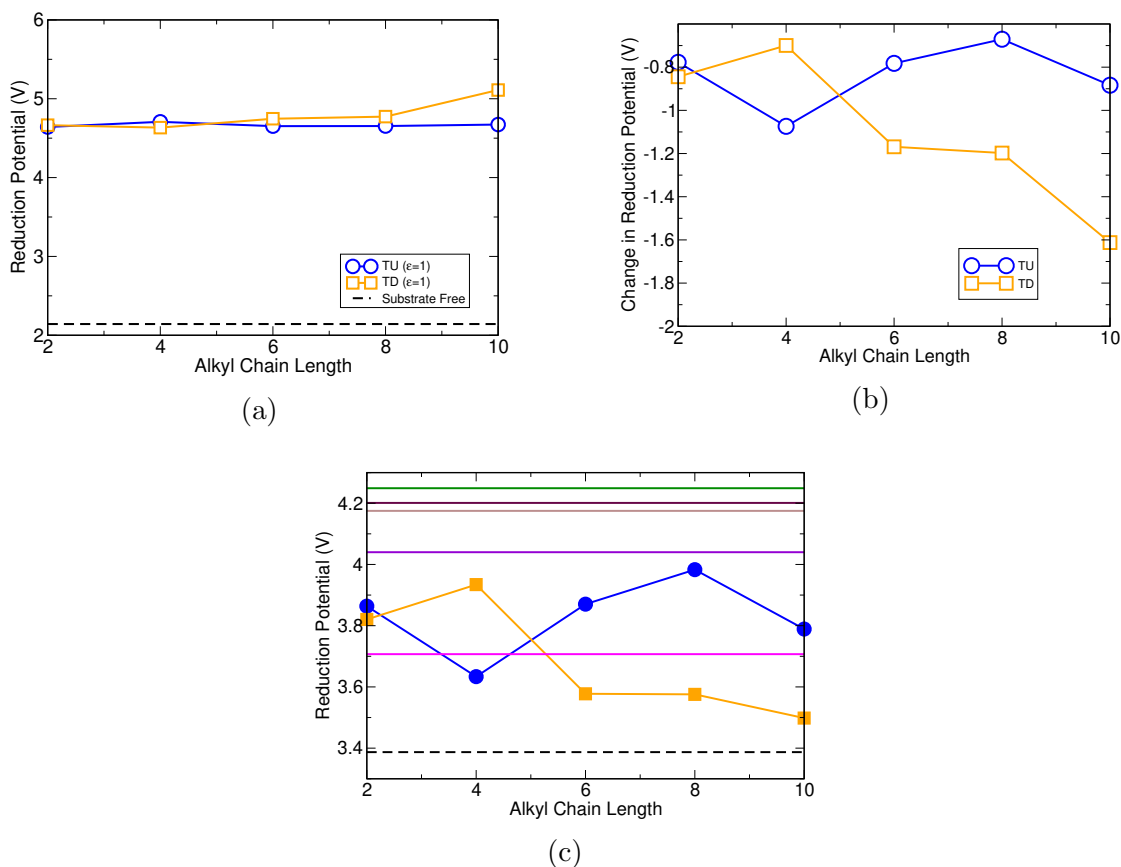 6
5
4
3
2
2
4
6
8
10
Reduction Potential (V)
Alkyl Chain Length
TU (ε=1)
TD (ε=1)
Substrate Free
(a)
-0.8
-1
-1.2
-1.4
-1.6
-1.8
-2
2
4
6
8
10
Change in Reduction Potential (V)
Alkyl Chain Length
TU
TD
(b)
4.2
4
3.8
3.6
3.4
2
4
6
8
10
Reduction Potential (V)
Alkyl Chain Length
(c)